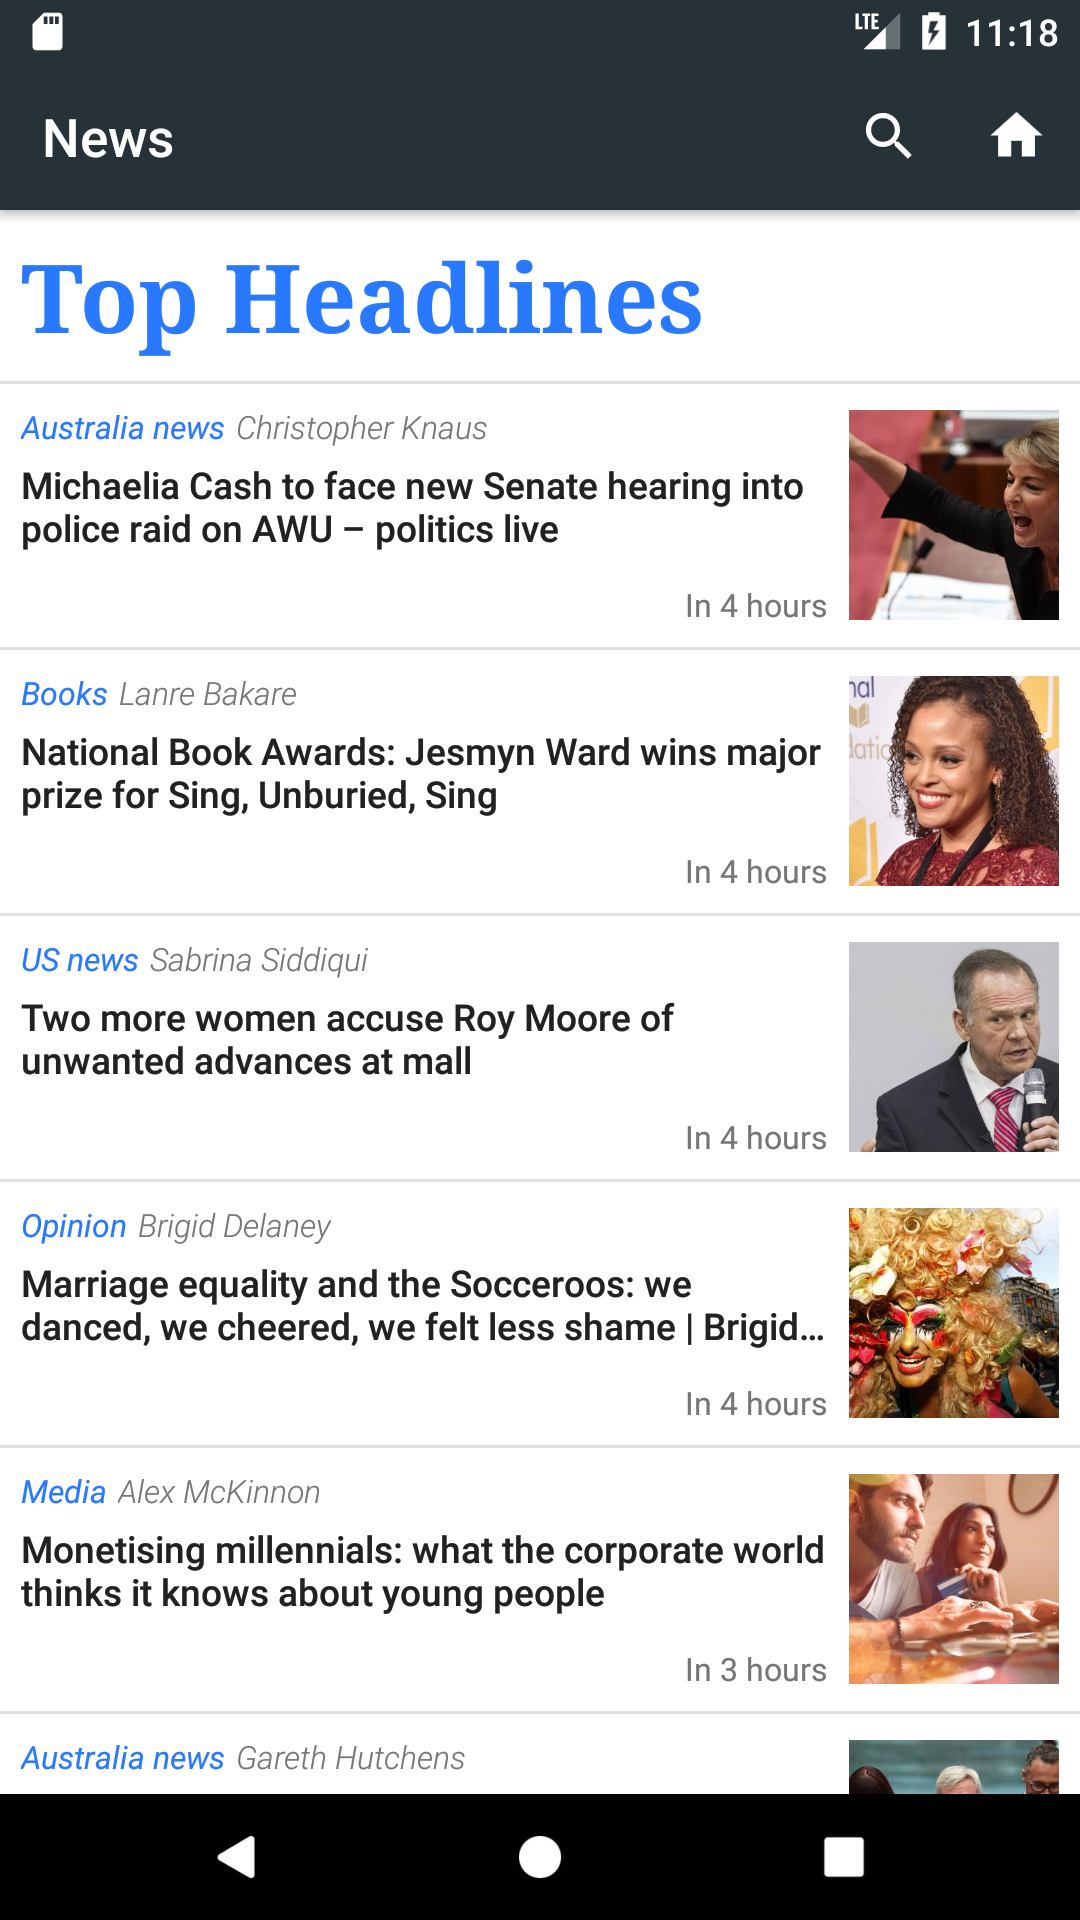 LTE 11:18
News
Top Headlines
Australia news Christopher Knaus
Michaelia Cash to face new Senate hearing into
police raid on AWU – politics live
In 4 hours
Books Lanre Bakare
National Book Awards: Jesmyn Ward wins major
prize for Sing, Unburied, Sing
In 4 hours
US news Sabrina Siddiqui
Two more women accuse Roy Moore of
unwanted advances at mall
In 4 hours
Opinion Brigid Delaney
Marriage equality and the Socceroos: we
danced, we cheered, we felt less shame | Brigid…
In 4 hours
Media Alex McKinnon
Monetising millennials: what the corporate world
thinks it knows about young people
In 3 hours
Australia news Gareth Hutchens